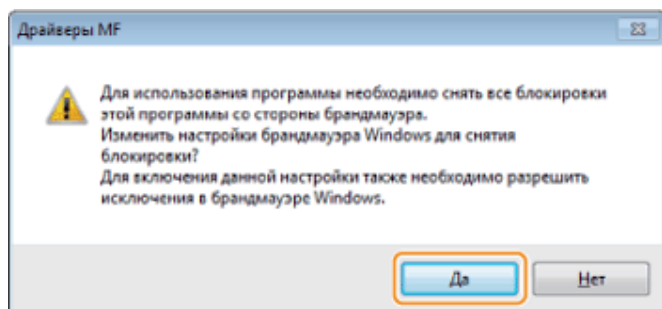 Драйверы MF
Для использования программы необходимо снять все блокировки
этой программы со стороны брандмауэра.
Изменить настройки брандмауэра Windows для снятия
блокировки?
Для включения данной настройки также необходимо разрешить
исключения в брандмауэре Windows.
Да
Нет